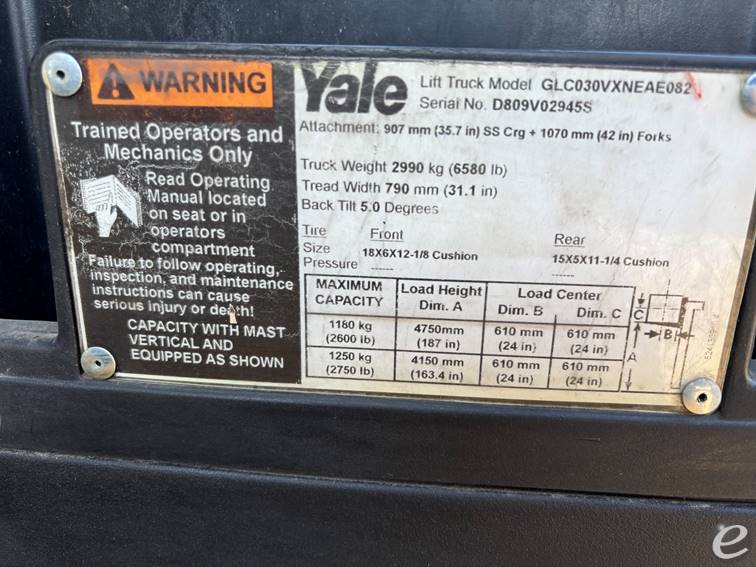 WARNING
Trained Operators and
Mechanics Only
Read Operating
Manual located
on seat or in
operators
compartment
Failure to follow operating,
inspection, and maintenance
instructions can cause
serious injury or death!
CAPACITY WITH MAST
VERTICAL AND
EQUIPPED AS SHOWN
Yale
Lift Truck Model GLC030VXNEAE082
Serial No. D809V02945S
Attachment: 907 mm (35.7 in) SS Crg + 1070 mm (42 in) Forks
Truck Weight 2990 kg (6580 lb)
Tread Width 790 mm (31.1 in)
Back Tilt 5.0 Degrees
Tire Front Rear
Size 18X6X12-1/8 Cushion 15X5X11-1/4 Cushion
Pressure ------ ------
MAXIMUM CAPACITY Load Height Dim. A Load Center Dim. B Dim. C
1180 kg (2600 lb) 4750mm (187 in) 610 mm (24 in) 610 mm (24 in)
1250 kg (2750 lb) 4150 mm (163.4 in) 610 mm (24 in) 610 mm (24 in)
C
B
A
e